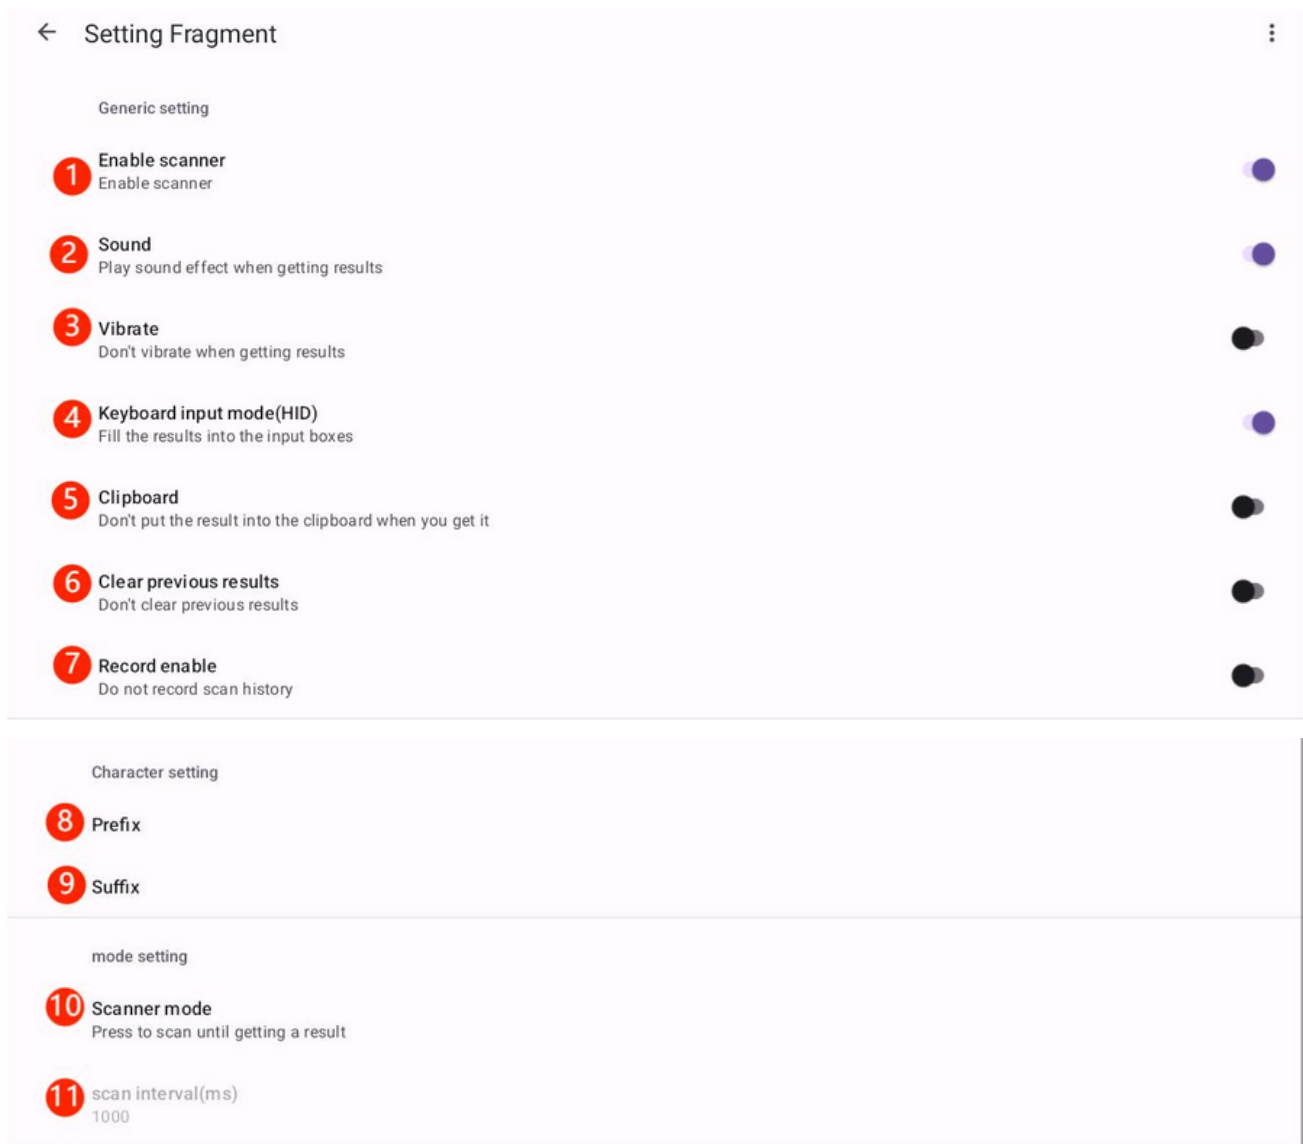 Setting Fragment
Generic setting
1 Enable scanner
Enable scanner
2 Sound
Play sound effect when getting results
3 Vibrate
Don't vibrate when getting results
4 Keyboard input mode(HID)
Fill the results into the input boxes
5 Clipboard
Don't put the result into the clipboard when you get it
6 Clear previous results
Don't clear previous results
7 Record enable
Do not record scan history
Character setting
8 Prefix
9 Suffix
mode setting
10 Scanner mode
Press to scan until getting a result
11 scan interval(ms)
1000